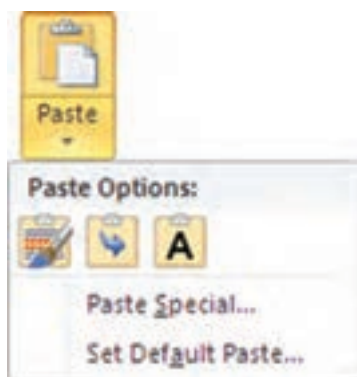 Paste
Paste Options:
A
Paste Special...
Set Default Paste...